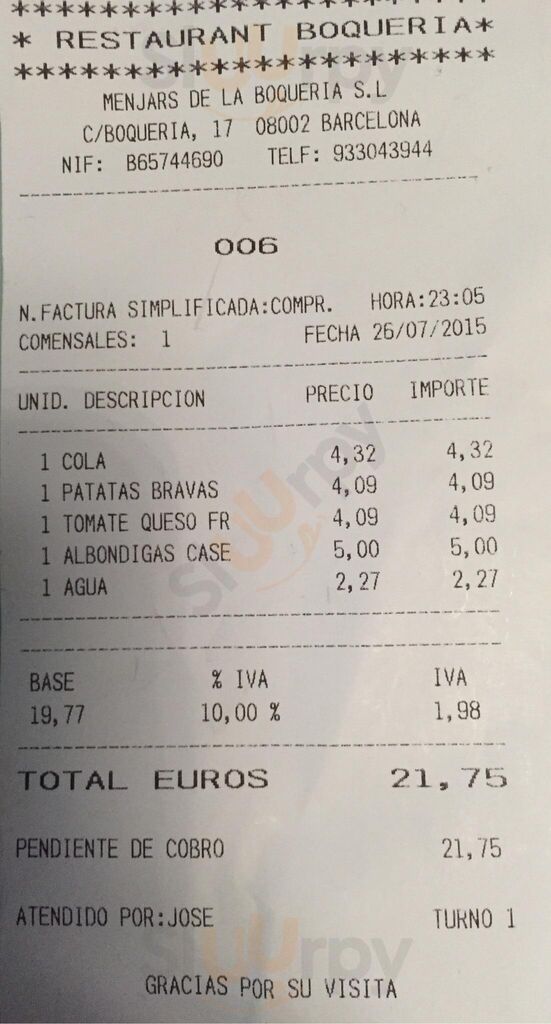 ************************
* RESTAURANT BOQUERIA*
************************
MENJARS DE LA BOQUERIA S.L
C/BOQUERIA, 17 08002 BARCELONA
NIF: B65744690 TELF: 933043944
006
N.FACTURA SIMPLIFICADA:COMPR. HORA:23:05
COMENSALES: 1 FECHA 26/07/2015
UNID. DESCRIPCION PRECIO IMPORTE
1 COLA 4,32 4,32
1 PATATAS BRAVAS 4,09 4,09
1 TOMATE QUESO FR 4,09 4,09
1 ALBONDIGAS CASE 5,00 5,00
1 AGUA 2,27 2,27
BASE % IVA IVA
19,77 10,00 % 1,98
TOTAL EUROS 21,75
PENDIENTE DE COBRO 21,75
ATENDIDO POR:JOSE TURNO 1
GRACIAS POR SU VISITA
Sluurpy
Sluurpy
Sluurpy